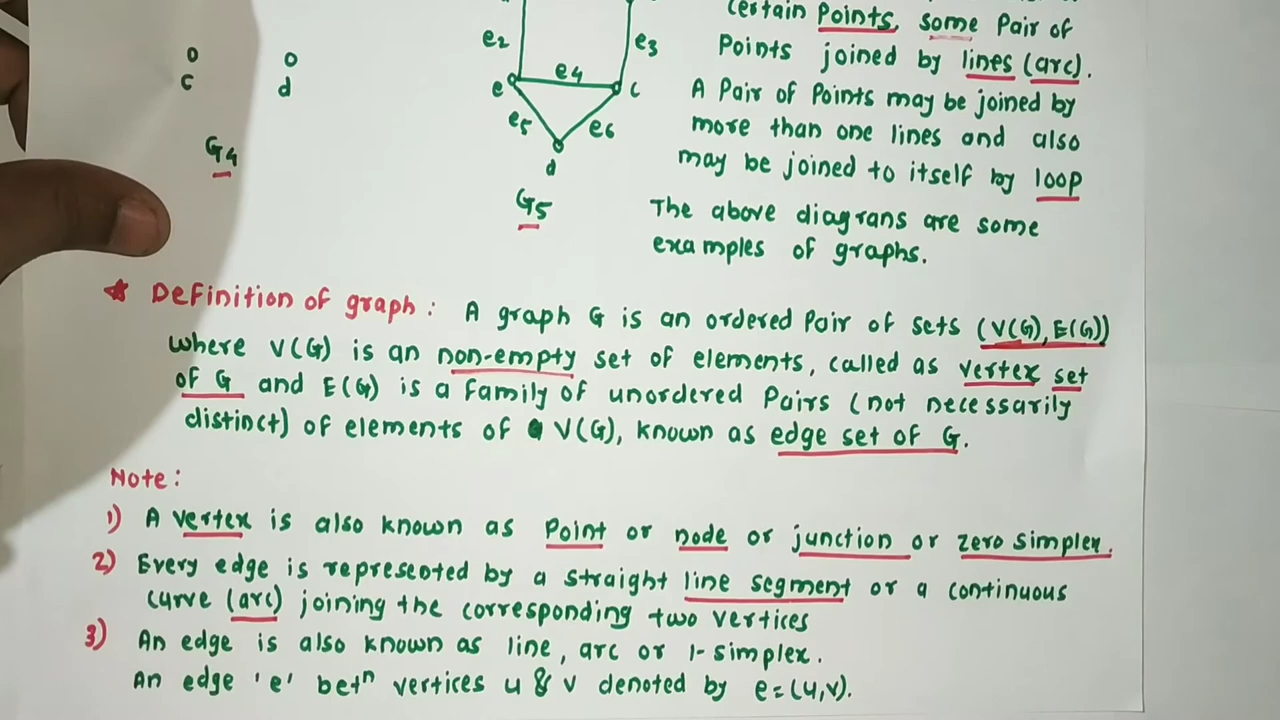 certain Points, some Pair of
Points joined by lines (arc).
A Pair of Points may be joined by
more than one lines and also
may be joined to itself by loop
The above diagrans are some
examples of graphs.
o o
c d
G4
e2 e3
e4
e c
e5 e6
d
G5
* Definition of graph : A graph G is an ordered Pair of sets (V(G), E(G))
where V(G) is an non-empty set of elements, called as vertex set
of G and E(G) is a family of unordered Pairs (not necessarily
distinct) of elements of V(G), known as edge set of G.
Note :
1) A vertex is also known as Point or node or junction or zero simplex.
2) Every edge is represented by a straight line segment or a continuous
curve (arc) joining the corresponding two vertices
3) An edge is also known as line, arc or 1-simplex.
An edge 'e' betn vertices u & v denoted by e=(u,v).